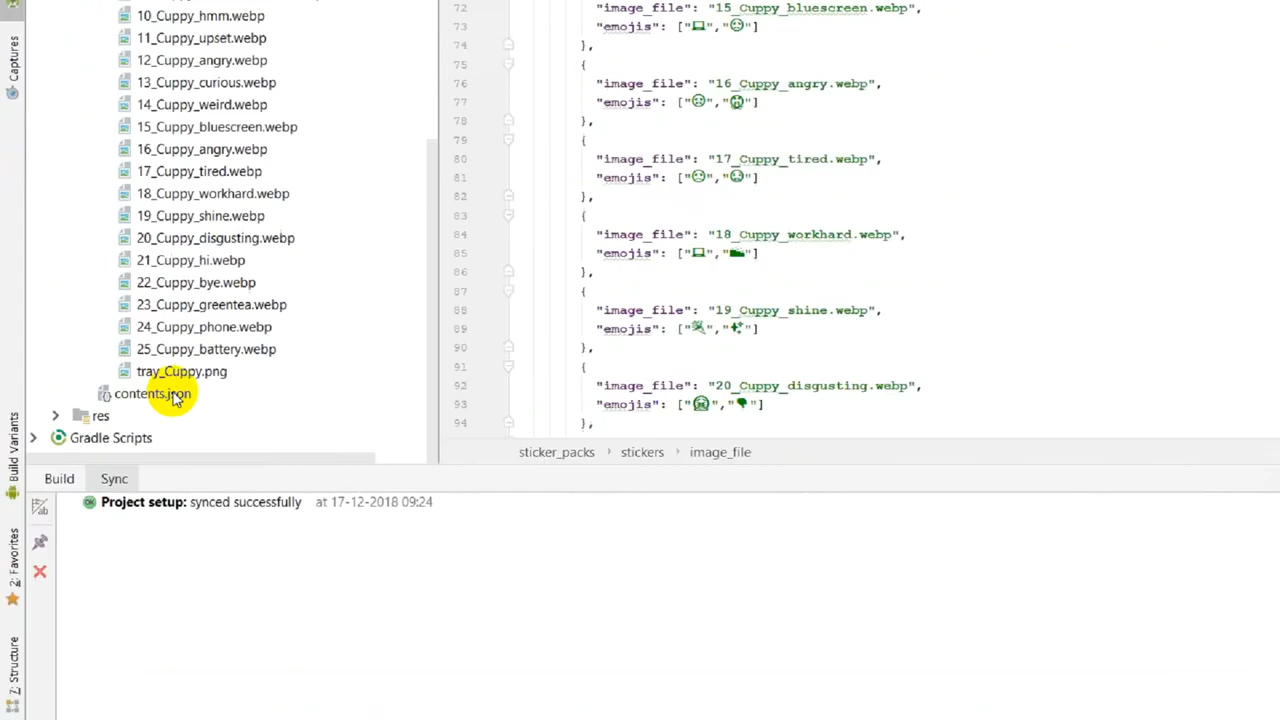 Captures
10_Cuppy_hmm.webp
11_Cuppy_upset.webp
12_Cuppy_angry.webp
13_Cuppy_curious.webp
14_Cuppy_weird.webp
15_Cuppy_bluescreen.webp
16_Cuppy_angry.webp
17_Cuppy_tired.webp
18_Cuppy_workhard.webp
19_Cuppy_shine.webp
20_Cuppy_disgusting.webp
21_Cuppy_hi.webp
22_Cuppy_bye.webp
23_Cuppy_greentea.webp
24_Cuppy_phone.webp
25_Cuppy_battery.webp
tray_Cuppy.png
contents.json
res
Gradle Scripts
72 "image_file": "15_Cuppy_bluescreen.webp",
73 "emojis": ["💻","😥"]
74 },
75 {
76 "image_file": "16_Cuppy_angry.webp",
77 "emojis": ["😡","😱"]
78 },
79 {
80 "image_file": "17_Cuppy_tired.webp",
81 "emojis": ["😩","😰"]
82 },
83 {
84 "image_file": "18_Cuppy_workhard.webp",
85 "emojis": ["💻","📂"]
86 },
87 {
88 "image_file": "19_Cuppy_shine.webp",
89 "emojis": ["🎉","✨"]
90 },
91 {
92 "image_file": "20_Cuppy_disgusting.webp",
93 "emojis": ["🤮","👎"]
94 },
sticker_packs › stickers › image_file
Build Variants
2: Favorites
7: Structure
Build Sync
Project setup: synced successfully at 17-12-2018 09:24